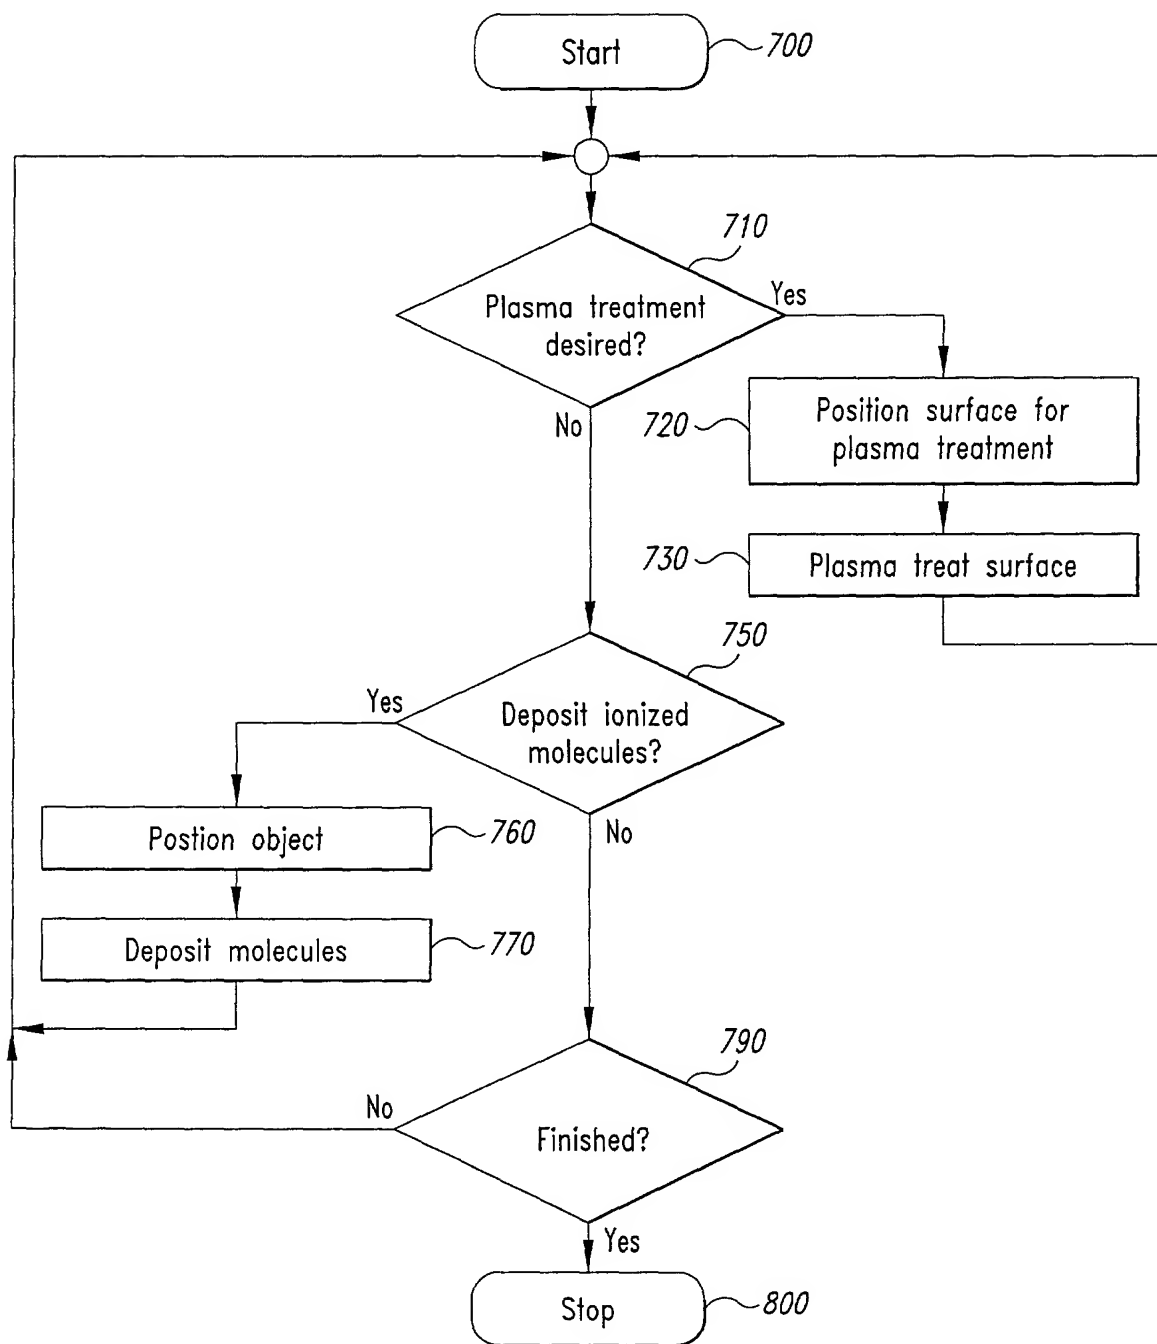 Start
700
710
Plasma treatment
desired?
Yes
No
720
Position surface for
plasma treatment
730
Plasma treat surface
750
Yes
Deposit ionized
molecules?
No
Postion object
760
Deposit molecules
770
790
No
Finished?
Yes
Stop
800